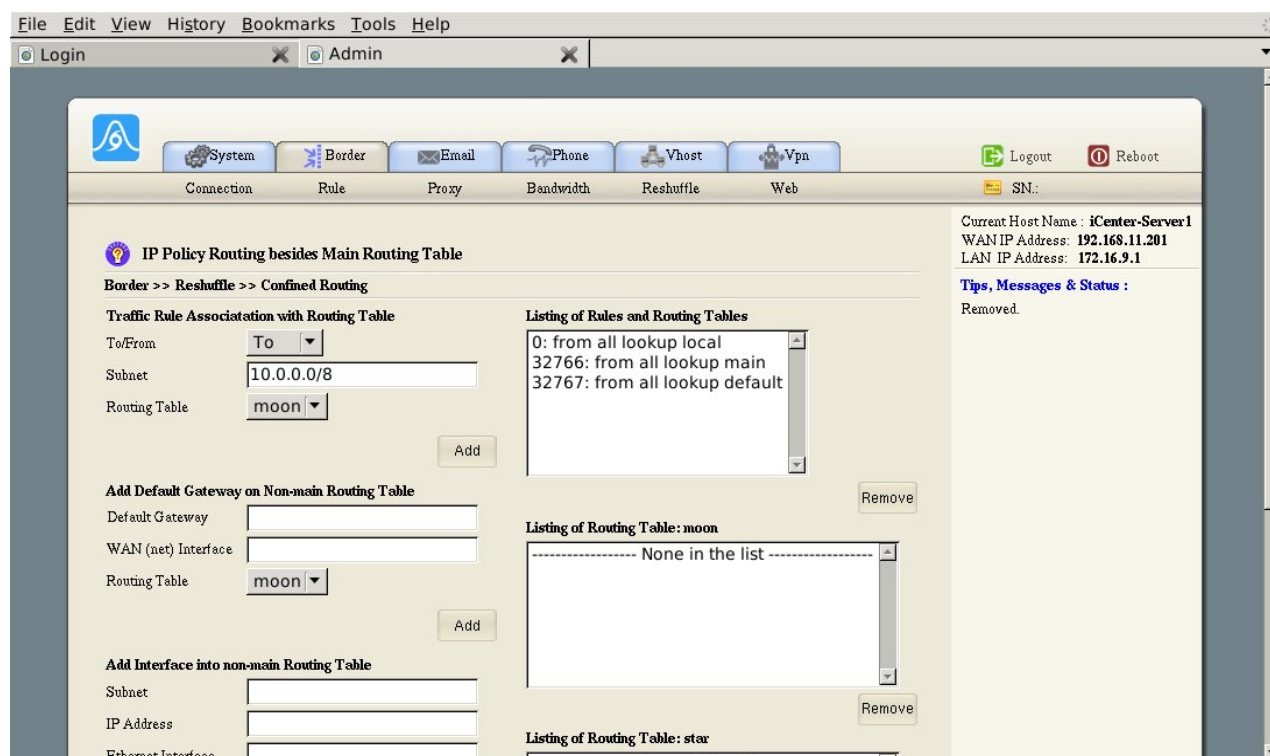 File Edit View History Bookmarks Tools Help
Login Admin
System Border Email Phone Vhost Vpn Logout Reboot
Connection Rule Proxy Bandwidth Reshuffle Web SN.:
Current Host Name : iCenter-Server1
WAN IP Address: 192.168.11.201
LAN IP Address: 172.16.9.1
Tips, Messages & Status :
Removed.
IP Policy Routing besides Main Routing Table
Border >> Reshuffle >> Confined Routing
Traffic Rule Associatation with Routing Table
To/From To
Subnet 10.0.0.0/8
Routing Table moon
Add
Add Default Gateway on Non-main Routing Table
Default Gateway
WAN (net) Interface
Routing Table moon
Add
Add Interface into non-main Routing Table
Subnet
IP Address
Ethernet Interface
Listing of Rules and Routing Tables
0: from all lookup local
32766: from all lookup main
32767: from all lookup default
Remove
Listing of Routing Table: moon
------------------ None in the list ------------------
Remove
Listing of Routing Table: star